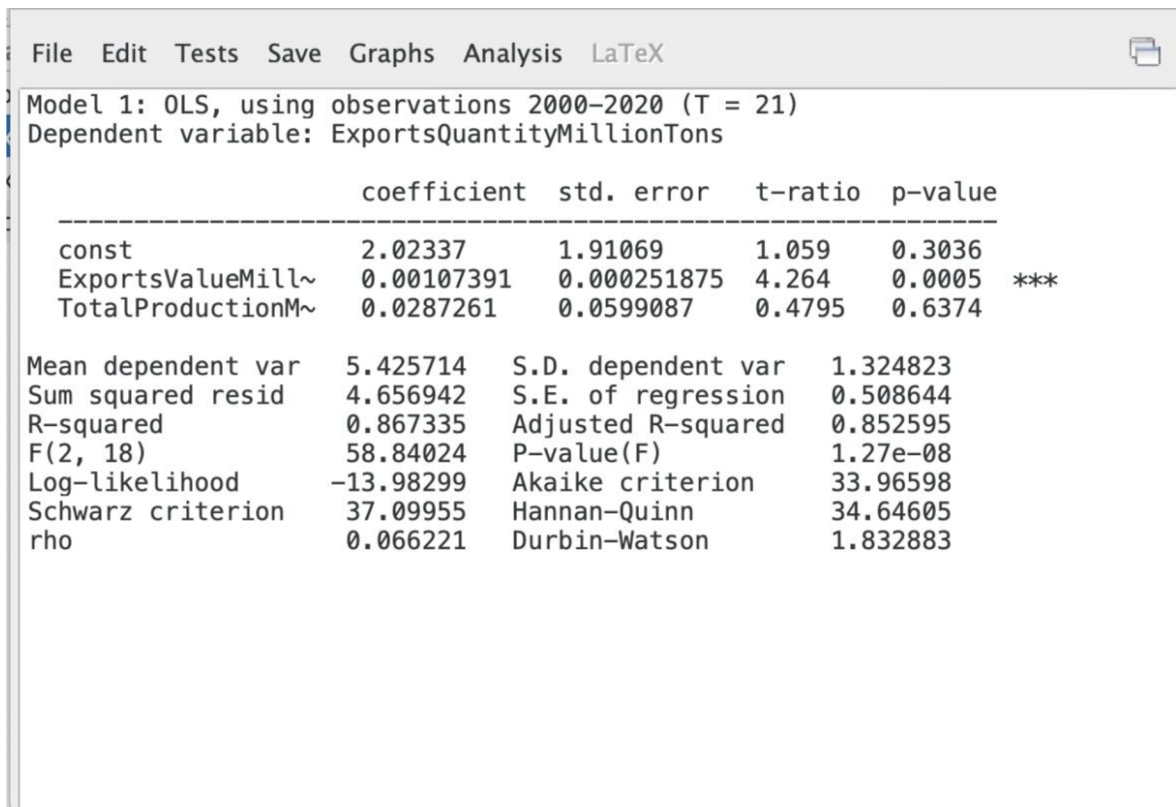 File Edit Tests Save Graphs Analysis LaTeX
Model 1: OLS, using observations 2000-2020 (T = 21)
Dependent variable: ExportsQuantityMillionTons
coefficient std. error t-ratio p-value
const 2.02337 1.91069 1.059 0.3036
ExportsValueMill~ 0.00107391 0.000251875 4.264 0.0005 ***
TotalProductionM~ 0.0287261 0.0599087 0.4795 0.6374
Mean dependent var 5.425714 S.D. dependent var 1.324823
Sum squared resid 4.656942 S.E. of regression 0.508644
R-squared 0.867335 Adjusted R-squared 0.852595
F(2, 18) 58.84024 P-value(F) 1.27e-08
Log-likelihood -13.98299 Akaike criterion 33.96598
Schwarz criterion 37.09955 Hannan-Quinn 34.64605
rho 0.066221 Durbin-Watson 1.832883